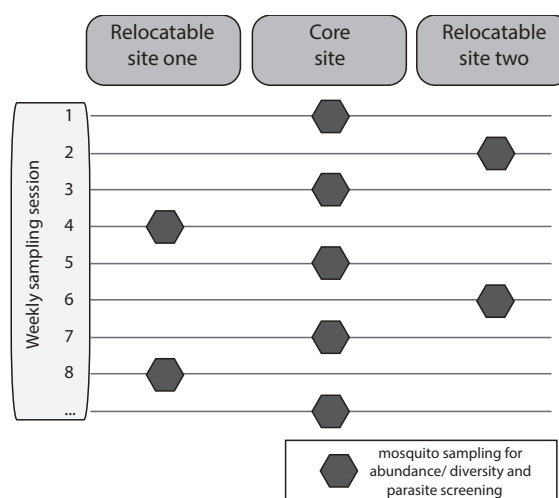 Relocatable
site one
Core
site
Relocatable
site two
Weekly sampling session
1
2
3
4
5
6
7
8
...
mosquito sampling for
abundance/ diversity and
parasite screening